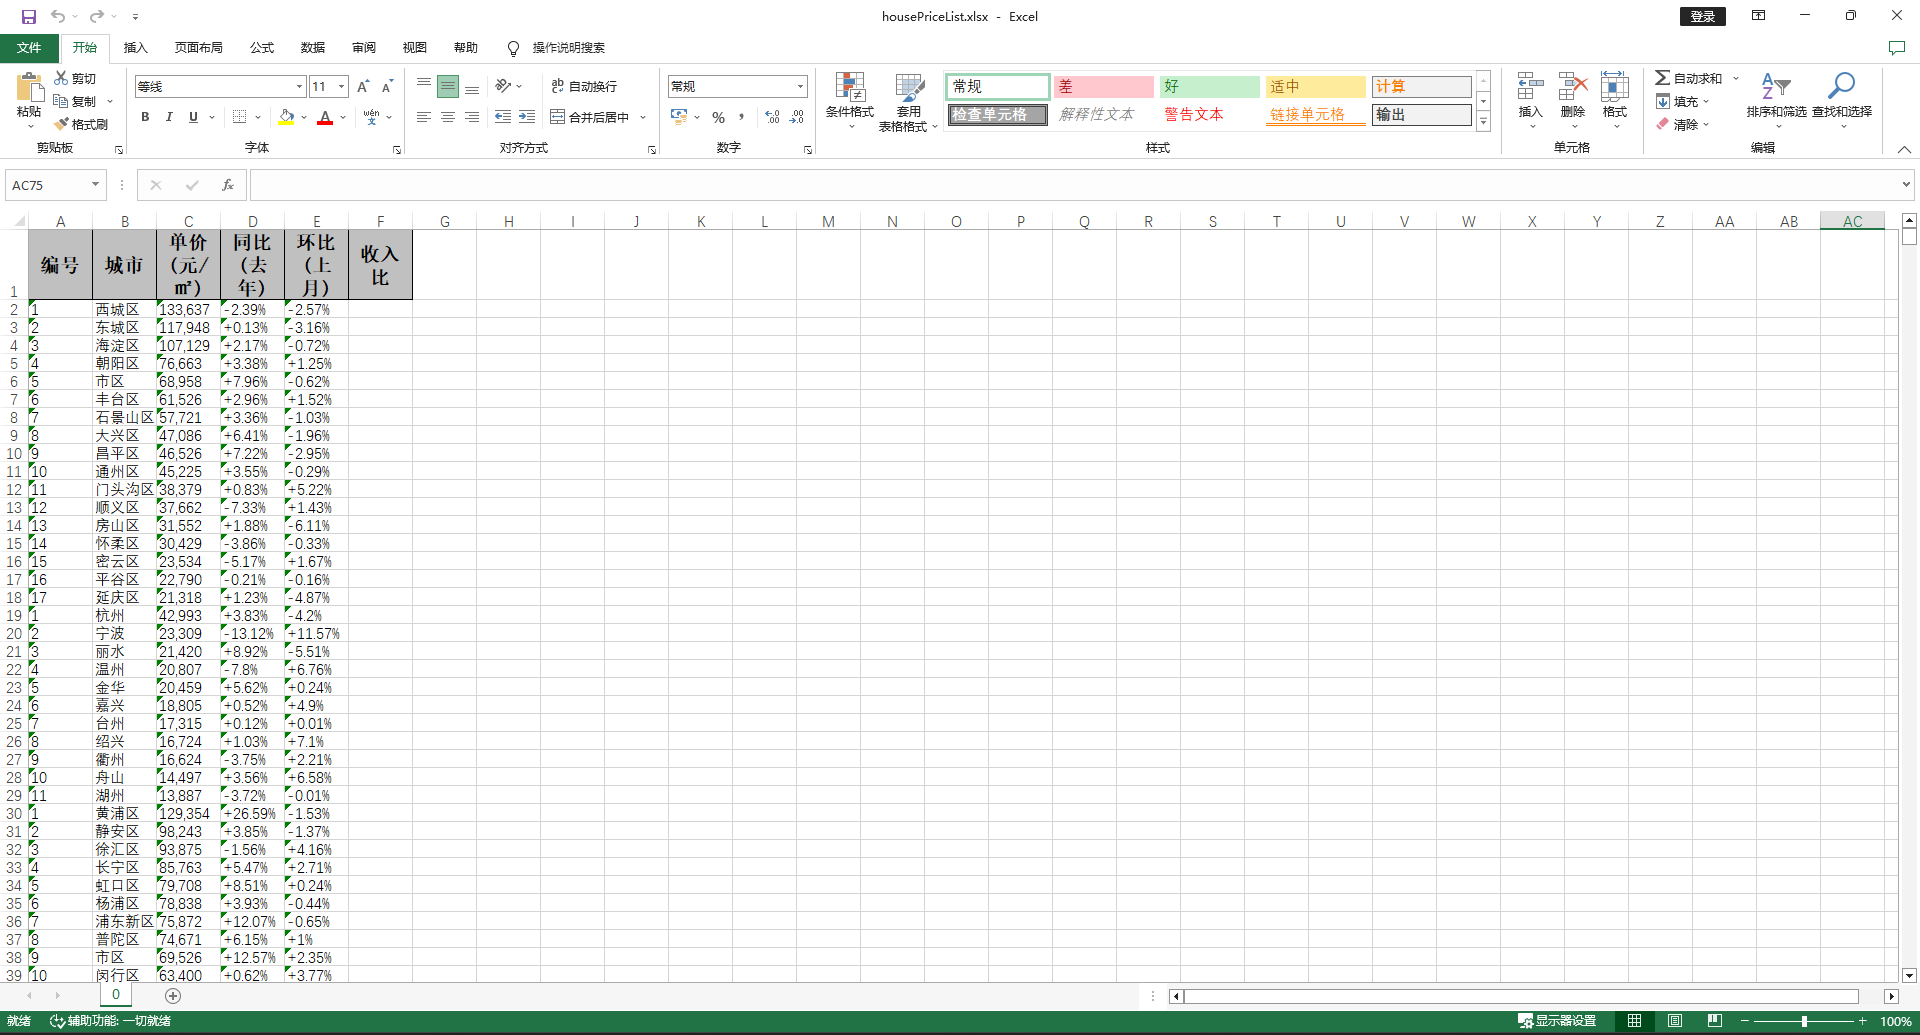 housePriceList.xlsx - Excel
登录
文件 开始 插入 页面布局 公式 数据 审阅 视图 帮助 操作说明搜索
粘贴 剪切 复制 格式刷 剪贴板
等线 11 A A B I U A wén 文 字体
ab 自动换行 合并后居中 对齐方式
常规 % , 数字
条件格式 套用 表格格式
常规 差 好 适中 计算
检查单元格 解释性文本 警告文本 链接单元格 输出
样式
插入 删除 格式 单元格
自动求和 填充 清除 排序和筛选 查找和选择 编辑
AC75 fx
A B C D E F G H I J K L M N O P Q R S T U V W X Y Z AA AB AC
1 编号 城市 单价(元/㎡) 同比(去年) 环比(上月) 收入比
2 1 西城区 133,637 -2.39% -2.57%
3 2 东城区 117,948 +0.13% -3.16%
4 3 海淀区 107,129 +2.17% -0.72%
5 4 朝阳区 76,663 +3.38% +1.25%
6 5 市区 68,958 +7.96% -0.62%
7 6 丰台区 61,526 +2.96% +1.52%
8 7 石景山区 57,721 +3.36% -1.03%
9 8 大兴区 47,086 +6.41% -1.96%
10 9 昌平区 46,526 +7.22% -2.95%
11 10 通州区 45,225 +3.55% -0.29%
12 11 门头沟区 38,379 +0.83% +5.22%
13 12 顺义区 37,662 -7.33% +1.43%
14 13 房山区 31,552 +1.88% -6.11%
15 14 怀柔区 30,429 -3.86% -0.33%
16 15 密云区 23,534 -5.17% +1.67%
17 16 平谷区 22,790 -0.21% -0.16%
18 17 延庆区 21,318 +1.23% -4.87%
19 1 杭州 42,993 +3.83% -4.2%
20 2 宁波 23,309 -13.12% +11.57%
21 3 丽水 21,420 +8.92% -5.51%
22 4 温州 20,807 -7.8% +6.76%
23 5 金华 20,459 +5.62% +0.24%
24 6 嘉兴 18,805 +0.52% +4.9%
25 7 台州 17,315 +0.12% +0.01%
26 8 绍兴 16,724 +1.03% +7.1%
27 9 衢州 16,624 -3.75% +2.21%
28 10 舟山 14,497 +3.56% +6.58%
29 11 湖州 13,887 -3.72% -0.01%
30 1 黄浦区 129,354 +26.59% -1.53%
31 2 静安区 98,243 +3.85% -1.37%
32 3 徐汇区 93,875 -1.56% +4.16%
33 4 长宁区 85,763 +5.47% +2.71%
34 5 虹口区 79,708 +8.51% +0.24%
35 6 杨浦区 78,838 +3.93% -0.44%
36 7 浦东新区 75,872 +12.07% -0.65%
37 8 普陀区 74,671 +6.15% +1%
38 9 市区 69,526 +12.57% +2.35%
39 10 闵行区 63,400 +0.62% +3.77%
0
就绪 辅助功能: 一切就绪 显示器设置 100%